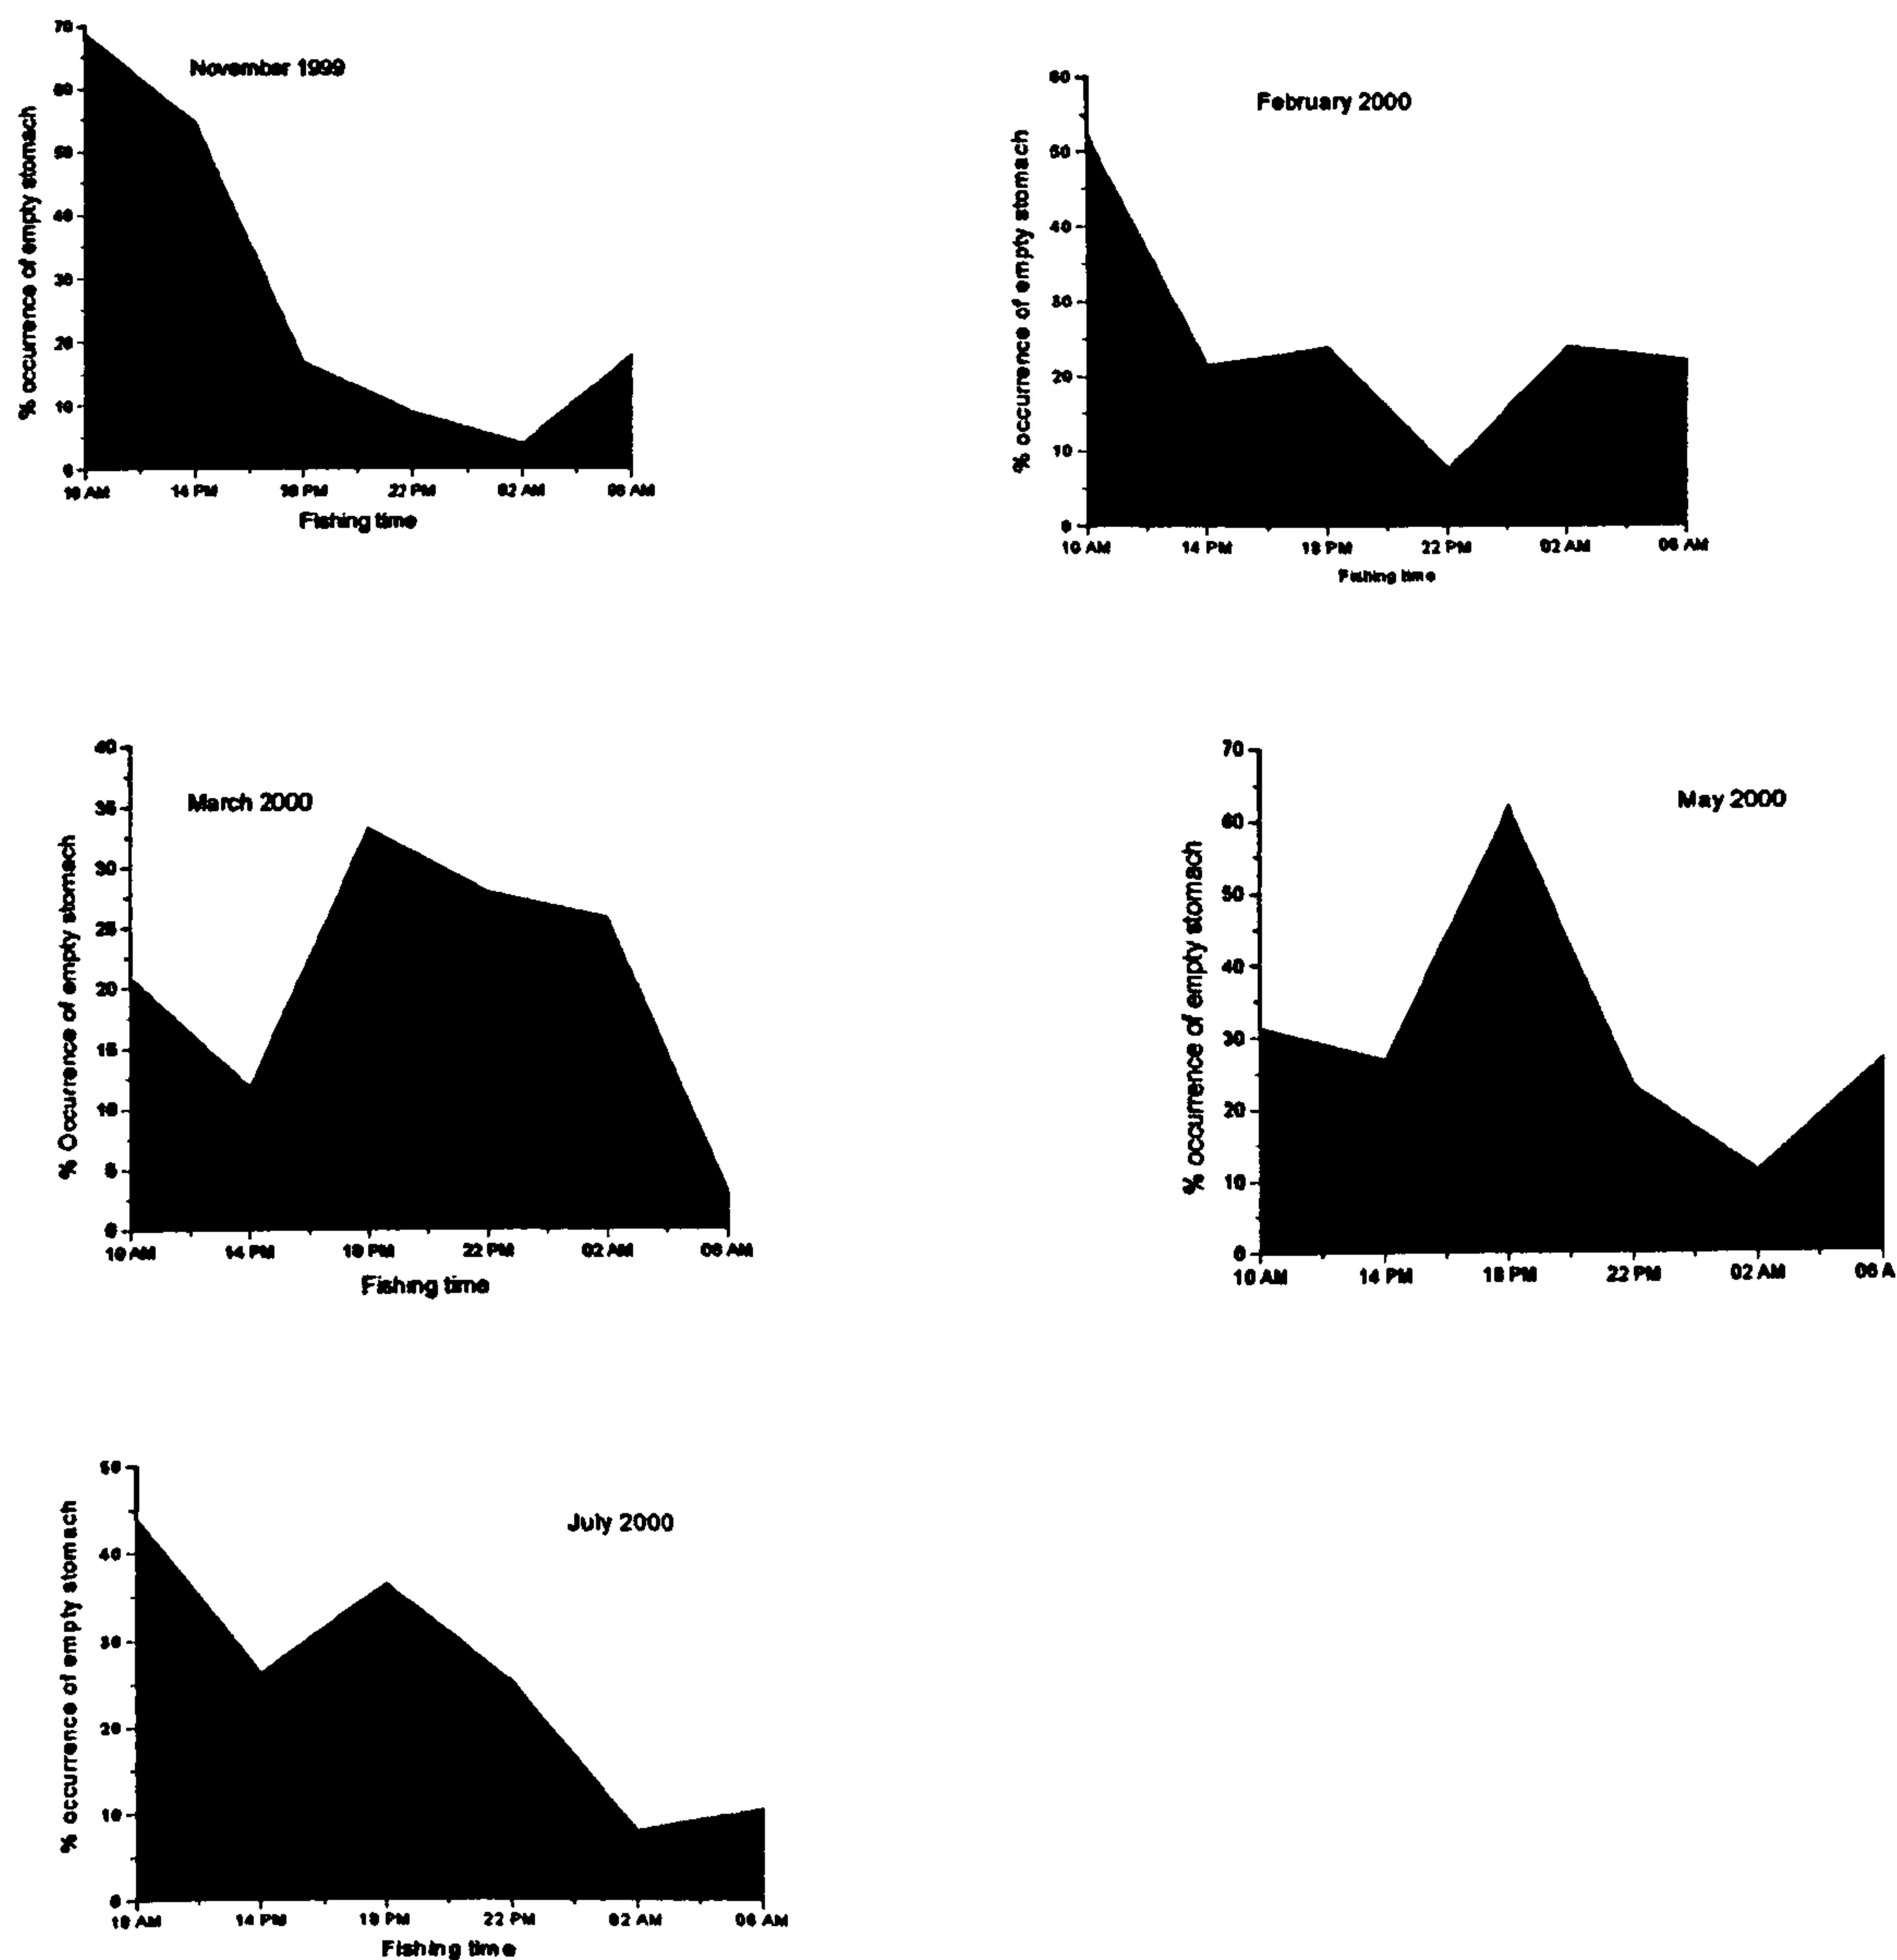 November 1999
% occurrence of empty stomach
70
60
50
40
30
20
10
0
10 AM 14 PM 18 PM 22 PM 02 AM 06 AM
Fishing time
February 2000
% occurrence of empty stomach
60
50
40
30
20
10
0
10 AM 14 PM 18 PM 22 PM 02 AM 06 AM
Fishing time
March 2000
% Occurrence of empty stomach
40
35
30
25
20
15
10
5
0
10 AM 14 PM 18 PM 22 PM 02 AM 06 AM
Fishing time
May 2000
% occurrence of empty stomach
70
60
50
40
30
20
10
0
10 AM 14 PM 18 PM 22 PM 02 AM 06 A
July 2000
% occurrence of empty stomach
50
40
30
20
10
0
10 AM 14 PM 18 PM 22 PM 02 AM 06 AM
Fishing time